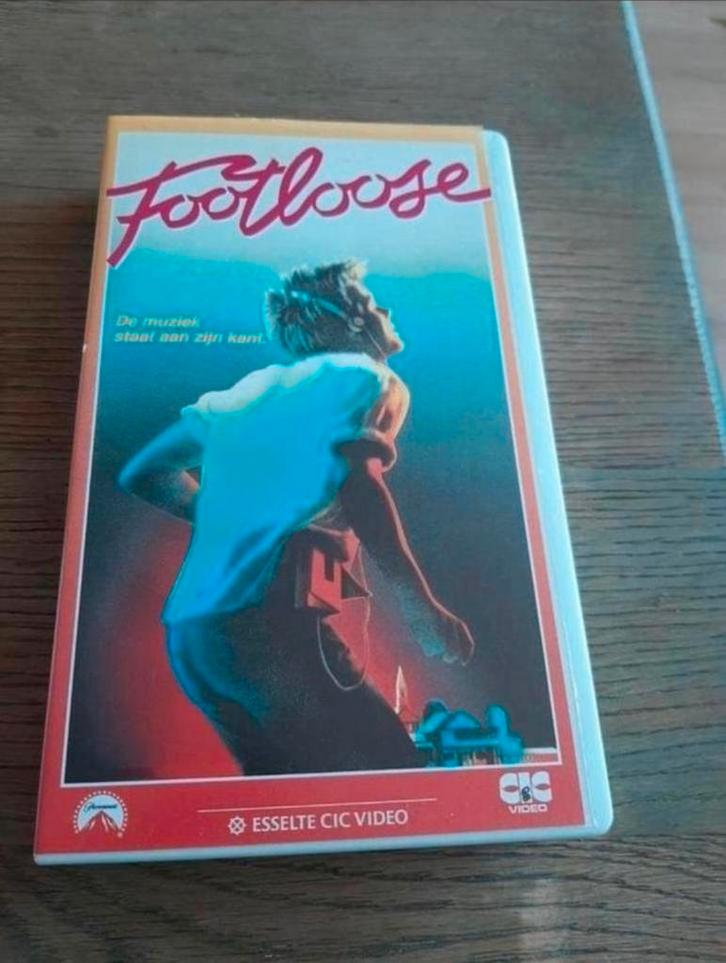 Footloose
De muziek
staat aan zijn kant.
Paramount
ESSELTE CIC VIDEO
CIC
VIDEO